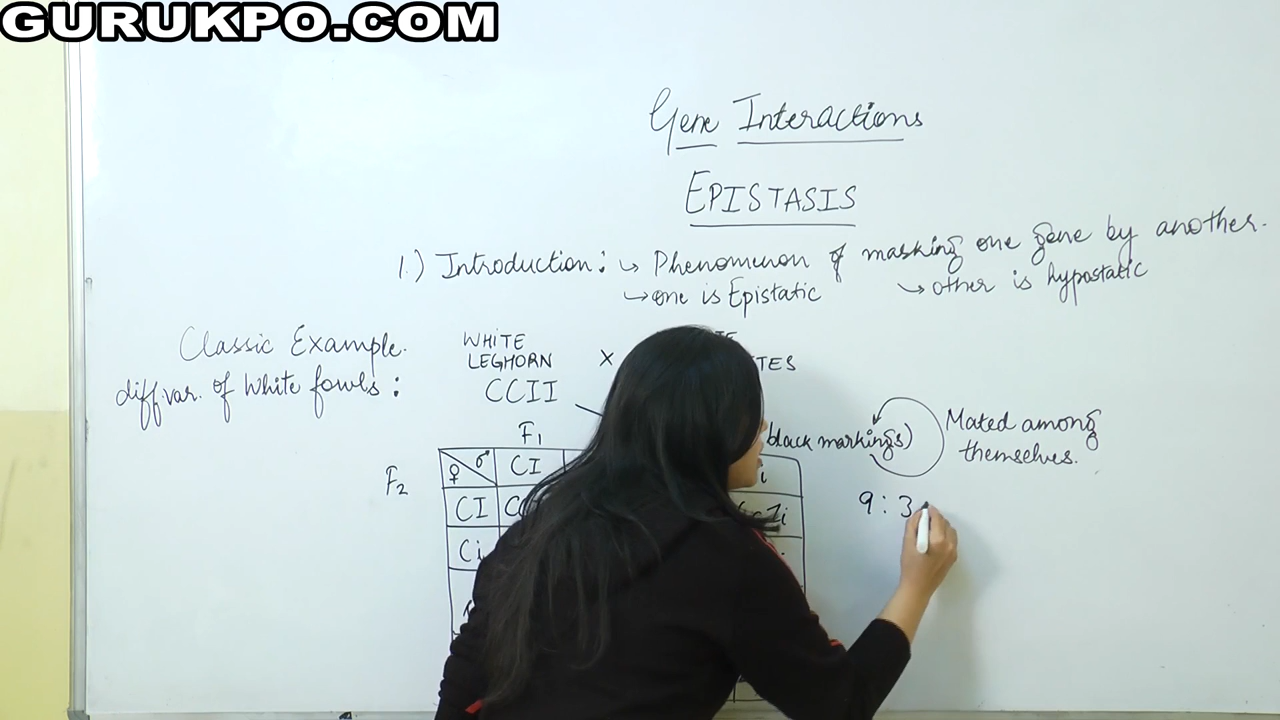 GURUKPO.COM
Gene Interactions
EPISTASIS
1.) Introduction: ↳ Phenomenon of masking one gene by another.
↳ one is Epistatic ↳ other is hypostatic
Classic Example.
diff var. of White fowls :
WHITE
LEGHORN X
CCII
F1 black markings)
Mated among
themselves.
F2
♀ ♂ CI
CI
Ci
9 : 3